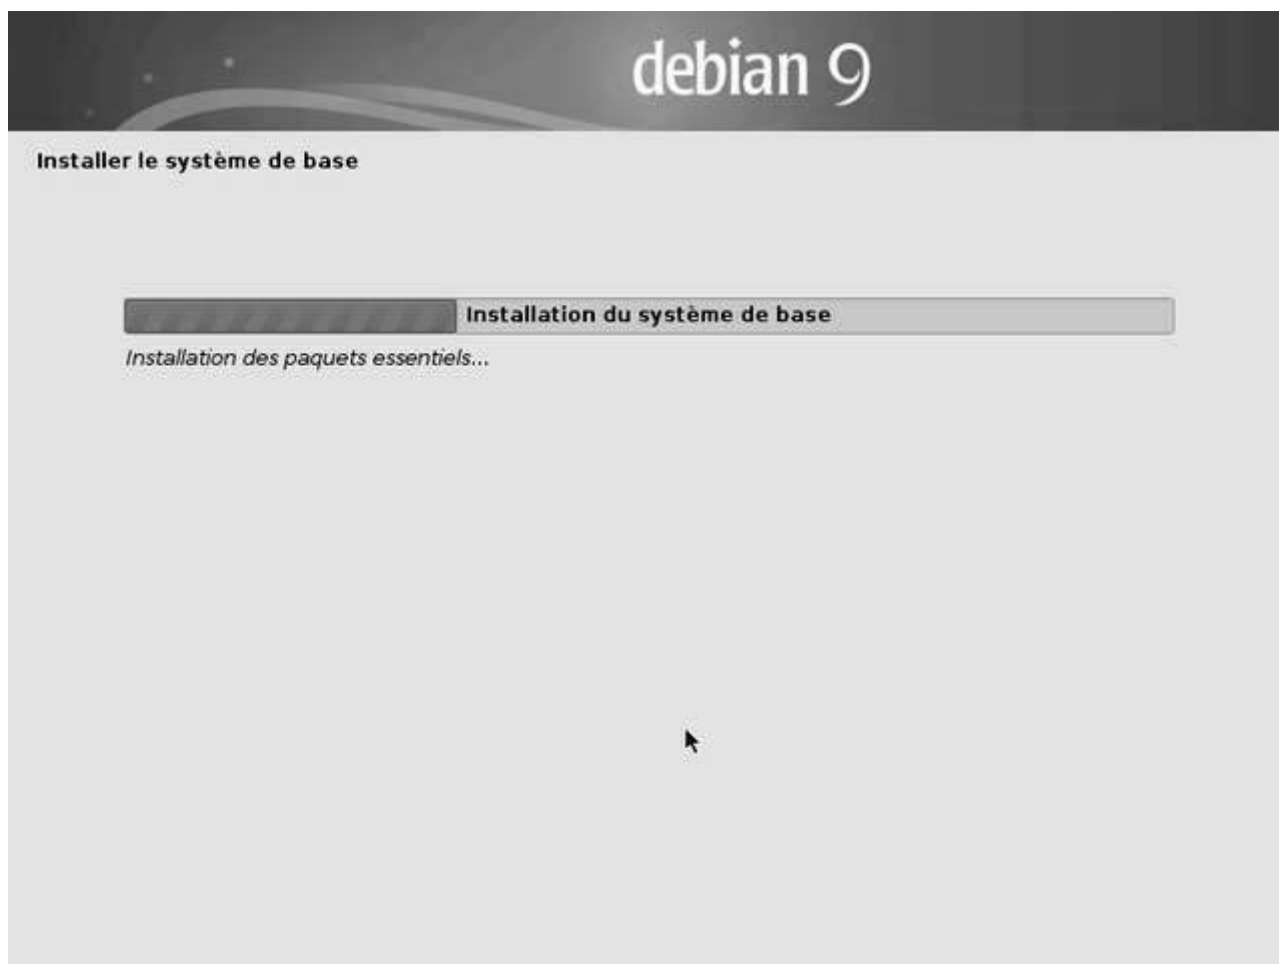 debian 9
Installer le système de base
Installation du système de base
Installation des paquets essentiels...